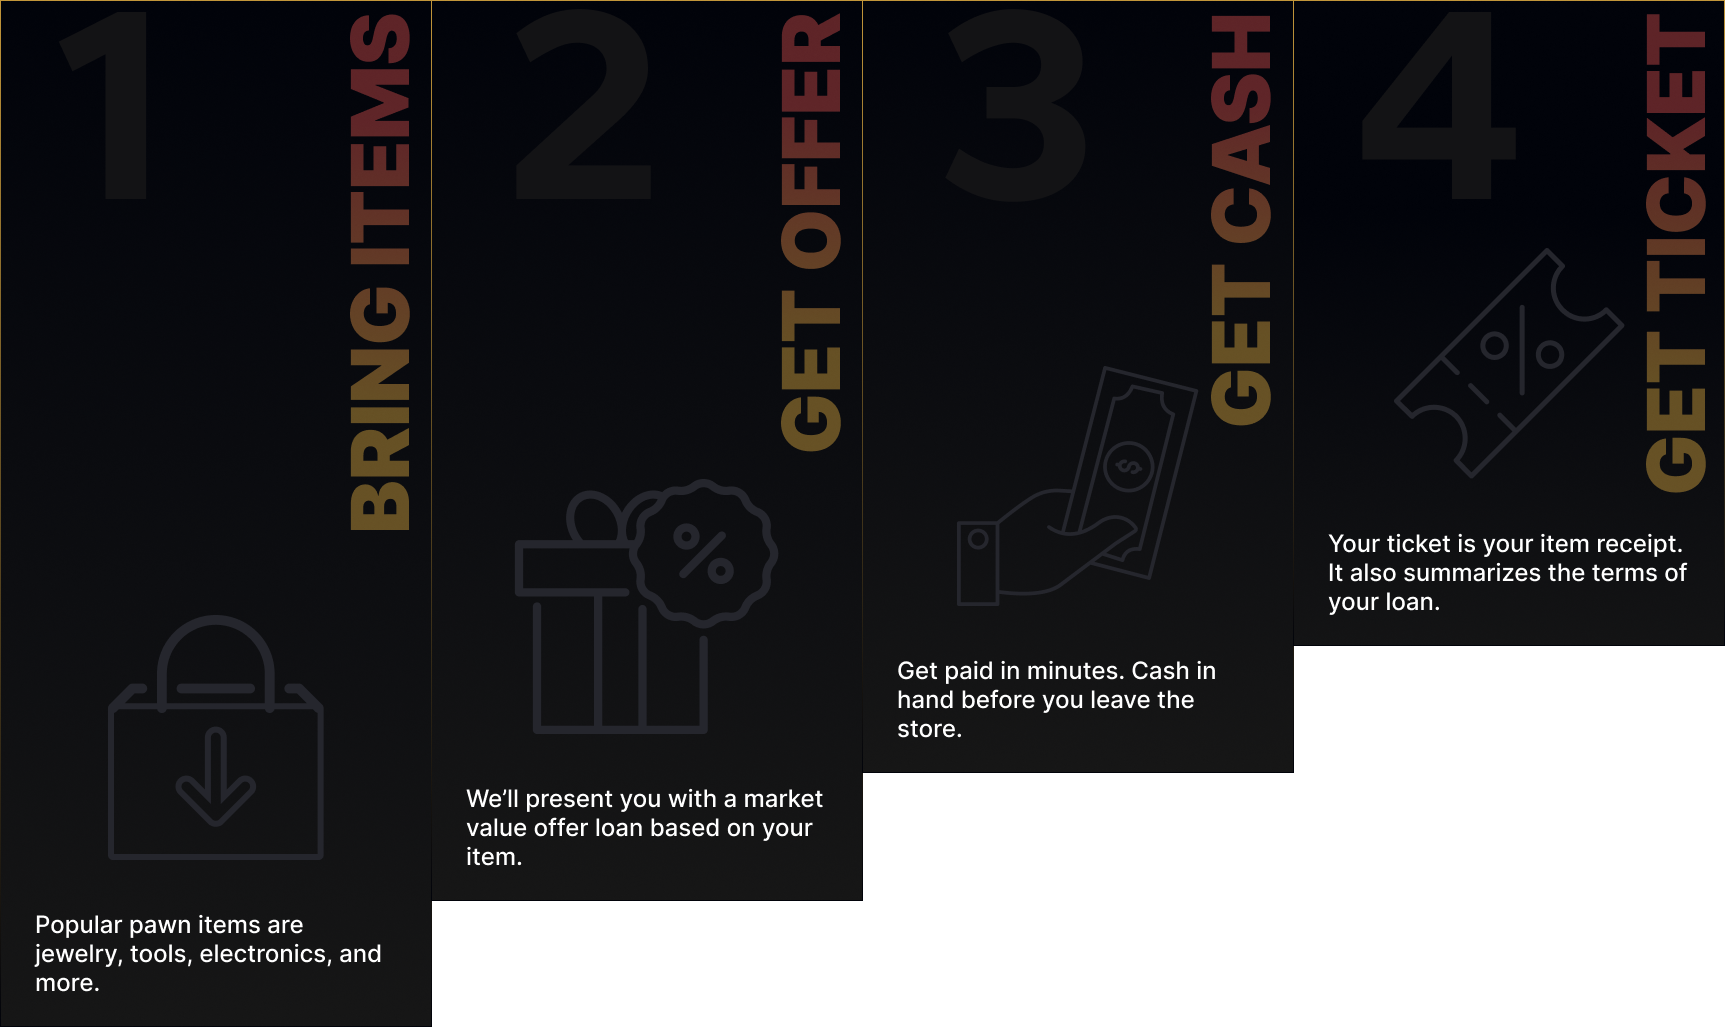 1
BRING ITEMS
Popular pawn items are
jewelry, tools, electronics, and
more.
2
GET OFFER
%
We’ll present you with a market
value offer loan based on your
item.
3
GET CASH
$
Get paid in minutes. Cash in
hand before you leave the
store.
4
GET TICKET
%
Your ticket is your item receipt.
It also summarizes the terms of
your loan.